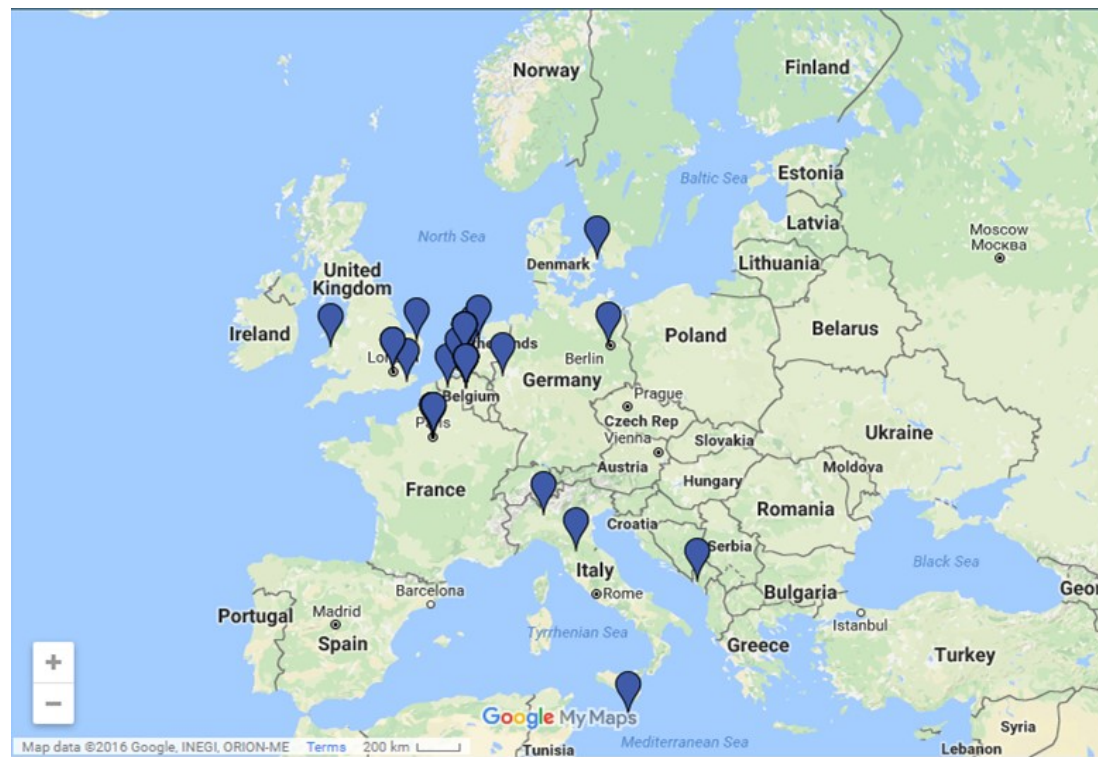 Norway
Finland
Baltic Sea
Estonia
Latvia
Moscow
Москва
North Sea
Denmark
Lithuania
United
Kingdom
Ireland
Belarus
Poland
Berlin
Germany
Belgium
Prague
Czech Rep
Ukraine
Vienna
Slovakia
Austria
Moldova
Hungary
France
Romania
Croatia
Serbia
Black Sea
Italy
Barcelona
Bulgaria
Rome
Portugal
Madrid
Istanbul
Tyrrhenian Sea
Spain
Greece
Turkey
+
−
Google My Maps
Syria
Map data ©2016 Google, INEGI, ORION-ME Terms 200 km
Tunisia
Mediterranean Sea
Lebanon